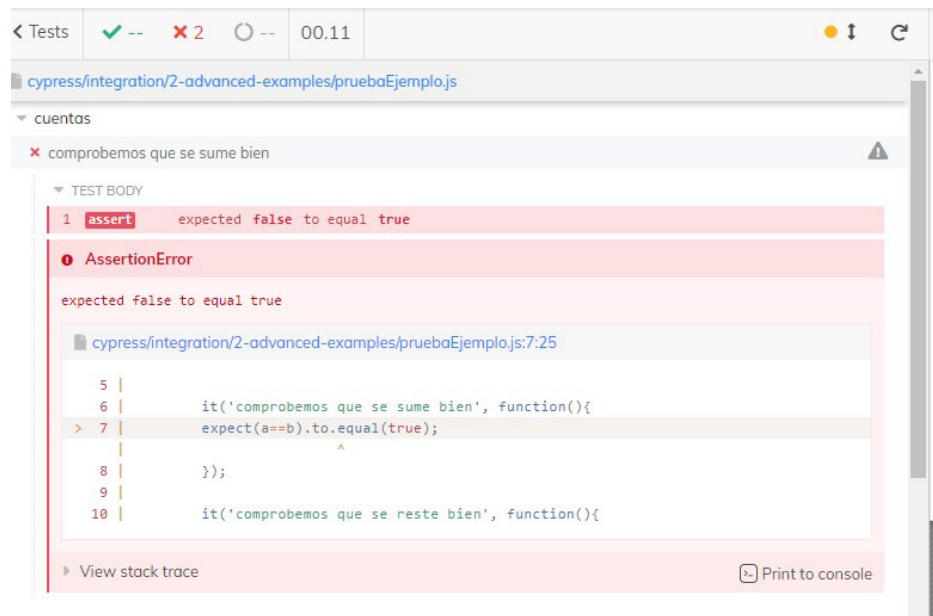 Tests -- 2 -- 00.11
cypress/integration/2-advanced-examples/pruebaEjemplo.js
cuentas
comprobemos que se sume bien
TEST BODY
1 assert expected false to equal true
AssertionError
expected false to equal true
cypress/integration/2-advanced-examples/pruebaEjemplo.js:7:25
5 |
6 | it('comprobemos que se sume bien', function(){
> 7 | expect(a==b).to.equal(true);
| ^
8 | });
9 |
10 | it('comprobemos que se reste bien', function(){
View stack trace Print to console